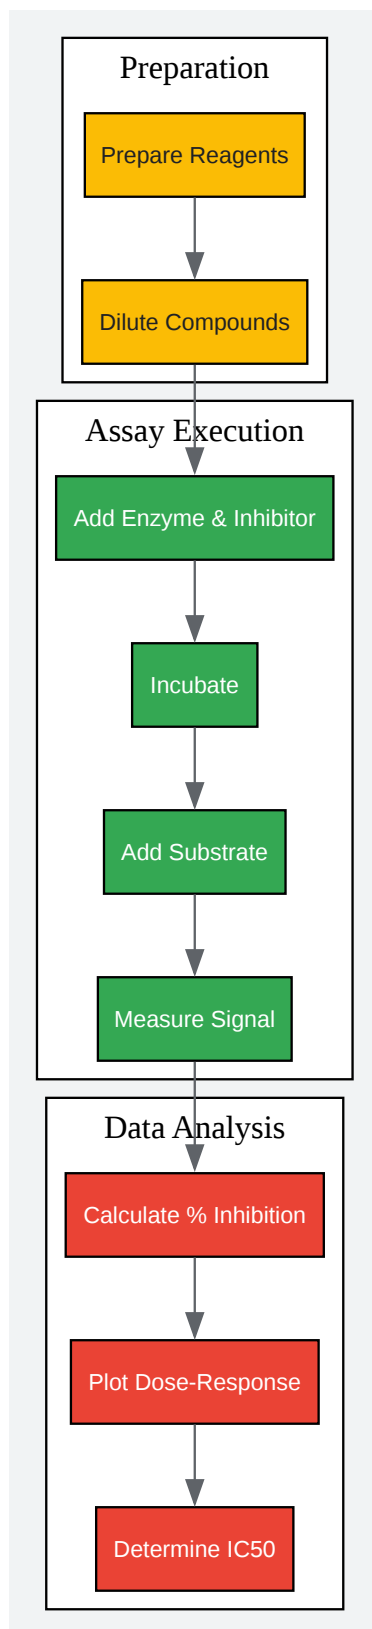 Preparation
Prepare Reagents
Dilute Compounds
Assay Execution
Add Enzyme & Inhibitor
Incubate
Add Substrate
Measure Signal
Data Analysis
Calculate % Inhibition
Plot Dose-Response
Determine IC50